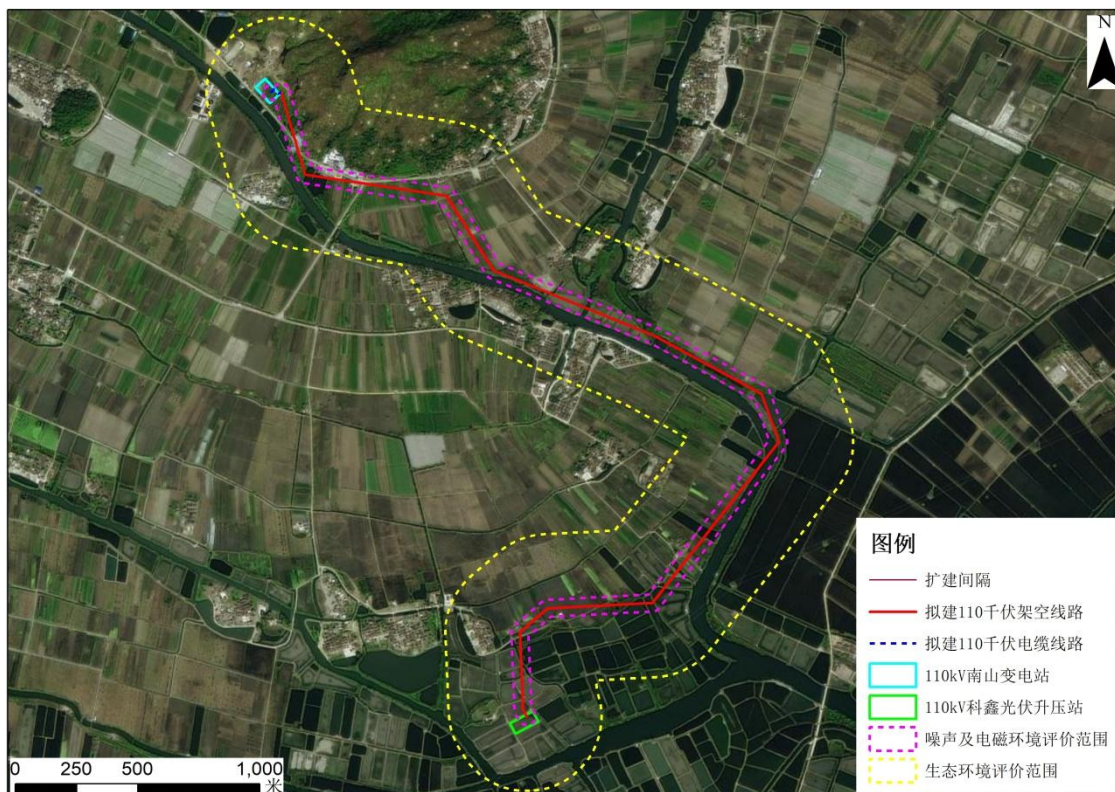 N
图例
扩建间隔
拟建110千伏架空线路
拟建110千伏电缆线路
110kV南山变电站
110kV科鑫光伏升压站
噪声及电磁环境评价范围
生态环境评价范围
0 250 500 1,000
米